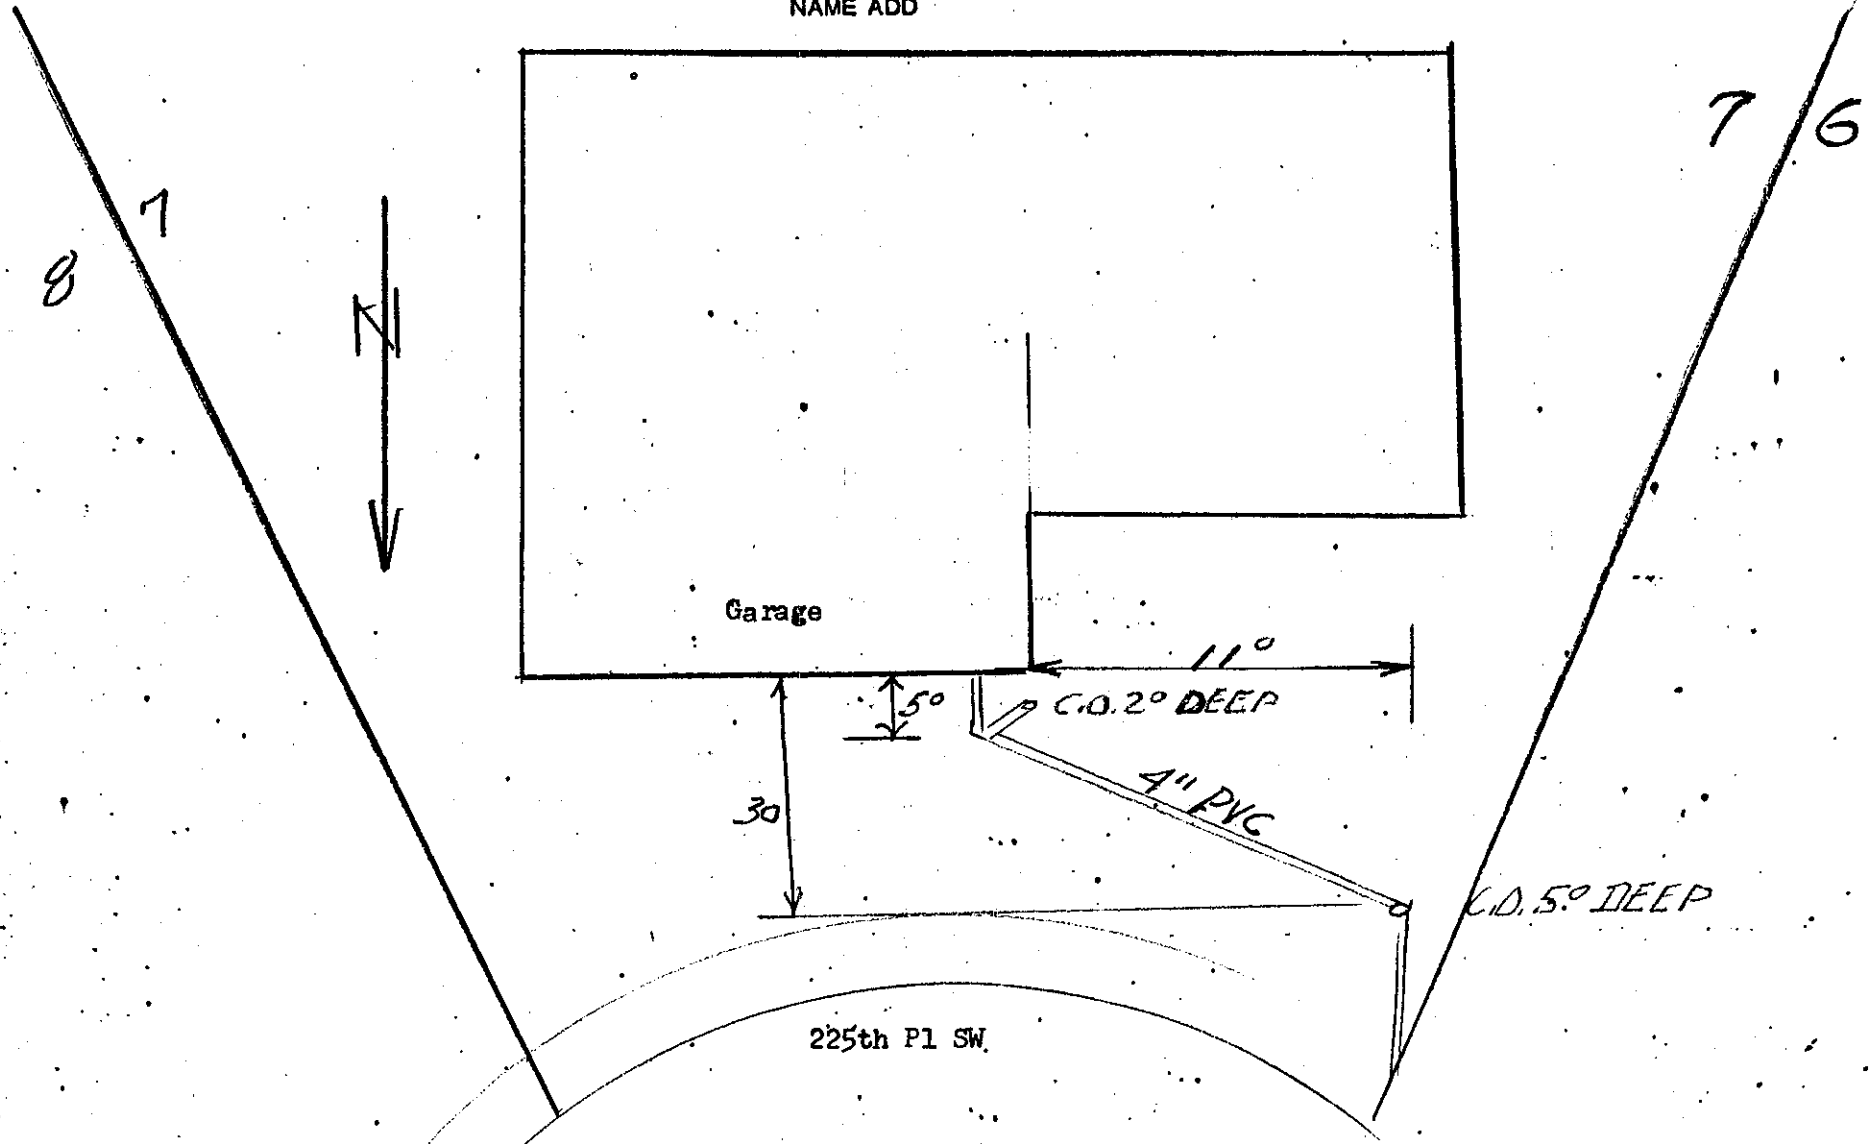 NAME ADD
7 6
7
8
N
Garage
11°
5°
C.O. 2° DEEP
4" PVC
30
C.O. 5° DEEP
225th Pl SW